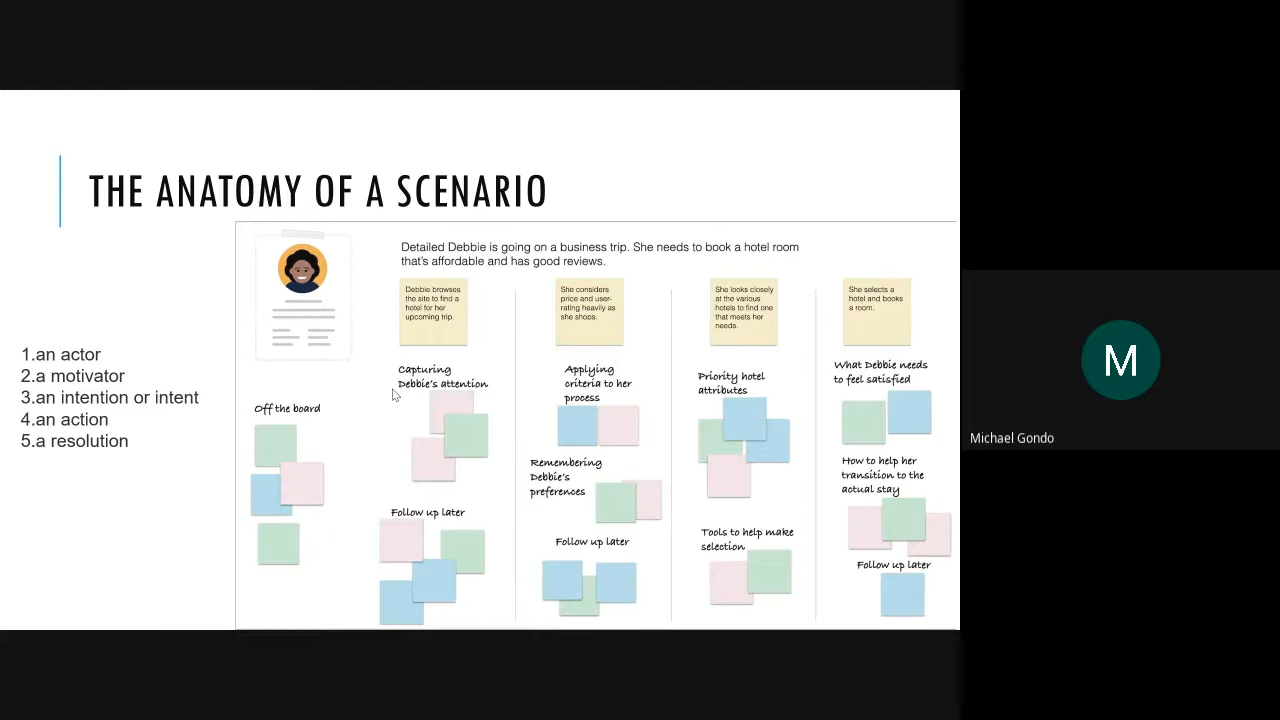 THE ANATOMY OF A SCENARIO
1.an actor
2.a motivator
3.an intention or intent
4.an action
5.a resolution
Detailed Debbie is going on a business trip. She needs to book a hotel room
that's affordable and has good reviews.
Debbie browses
the site to find a
hotel for her
upcoming trip.
She considers
price and user-
rating heavily as
she shops.
She looks closely
at the various
hotels to find one
that meets her
needs.
She selects a
hotel and books
a room.
Off the board
Capturing
Debbie's attention
Follow up later
Applying
criteria to her
process
Remembering
Debbie's
preferences
Follow up later
Priority hotel
attributes
Tools to help make
selection
What Debbie needs
to feel satisfied
How to help her
transition to the
actual stay
Follow up later
M
Michael Gondo